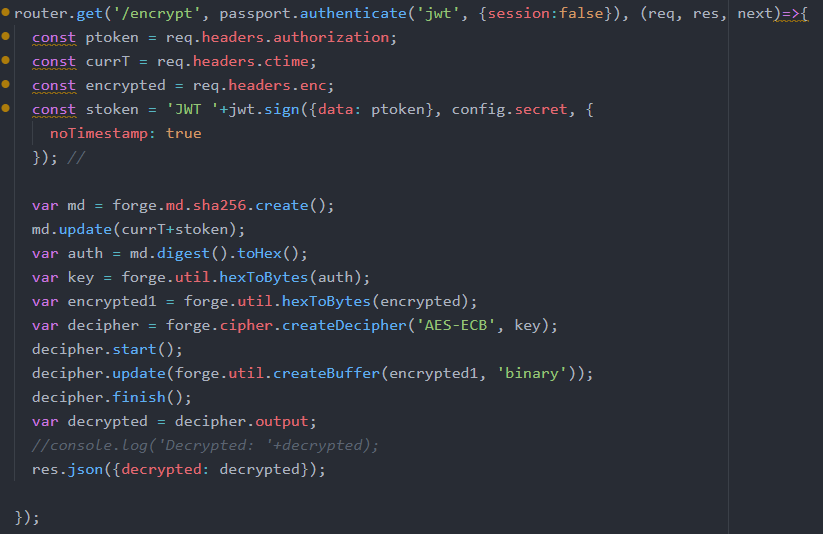 router.get('/encrypt', passport.authenticate('jwt', {session:false}), (req, res, next)=>{
const ptoken = req.headers.authorization;
const currT = req.headers.ctime;
const encrypted = req.headers.enc;
const stoken = 'JWT '+jwt.sign({data: ptoken}, config.secret, {
noTimestamp: true
}); //
var md = forge.md.sha256.create();
md.update(currT+stoken);
var auth = md.digest().toHex();
var key = forge.util.hexToBytes(auth);
var encrypted1 = forge.util.hexToBytes(encrypted);
var decipher = forge.cipher.createDecipher('AES-ECB', key);
decipher.start();
decipher.update(forge.util.createBuffer(encrypted1, 'binary'));
decipher.finish();
var decrypted = decipher.output;
//console.log('Decrypted: '+decrypted);
res.json({decrypted: decrypted});
});